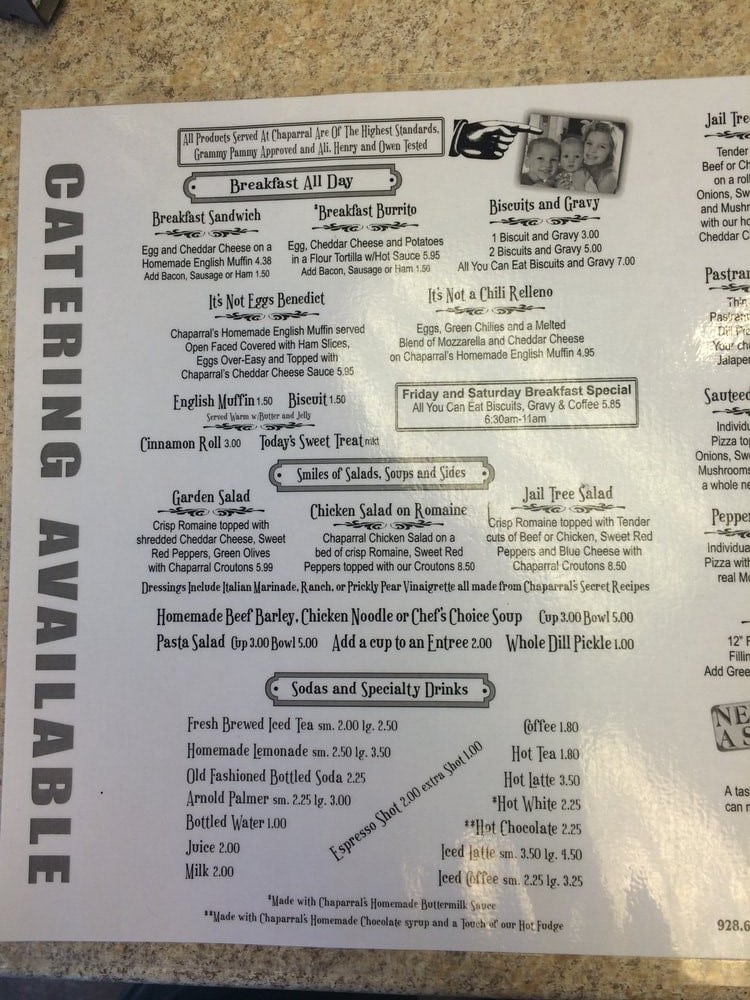 CATERING AVAILABLE
All Products Served At Chaparral Are Of The Highest Standards.
Grammy Pammy Approved and Ali, Henry and Owen Tested
Breakfast All Day
Breakfast Sandwich
Egg and Cheddar Cheese on a
Homemade English Muffin 4.38
Add Bacon, Sausage or Ham 1.50
*Breakfast Burrito
Egg, Cheddar Cheese and Potatoes
in a Flour Tortilla w/Hot Sauce 5.95
Add Bacon, Sausage or Ham 1.50
Biscuits and Gravy
1 Biscuit and Gravy 3.00
2 Biscuits and Gravy 5.00
All You Can Eat Biscuits and Gravy 7.00
It's Not Eggs Benedict
Chaparral's Homemade English Muffin served
Open Faced Covered with Ham Slices,
Eggs Over-Easy and Topped with
Chaparral's Cheddar Cheese Sauce 5.95
It's Not a Chili Relleno
Eggs, Green Chilies and a Melted
Blend of Mozzarella and Cheddar Cheese
on Chaparral's Homemade English Muffin 4.95
English Muffin 1.50 Biscuit 1.50
Served Warm w/Butter and Jelly
Cinnamon Roll 3.00 Today's Sweet Treat mkt
Friday and Saturday Breakfast Special
All You Can Eat Biscuits, Gravy & Coffee 5.85
6:30am-11am
Smiles of Salads, Soups and Sides
Garden Salad
Crisp Romaine topped with
shredded Cheddar Cheese, Sweet
Red Peppers, Green Olives
with Chaparral Croutons 5.99
Chicken Salad on Romaine
Chaparral Chicken Salad on a
bed of crisp Romaine, Sweet Red
Peppers topped with our Croutons 8.50
Jail Tree Salad
Crisp Romaine topped with Tender
cuts of Beef or Chicken, Sweet Red
Peppers and Blue Cheese with
Chaparral Croutons 8.50
Dressings Include Italian Marinade, Ranch, or Prickly Pear Vinaigrette all made from Chaparral's Secret Recipes
Homemade Beef Barley, Chicken Noodle or Chef's Choice Soup Cup 3.00 Bowl 5.00
Pasta Salad Cup 3.00 Bowl 5.00 Add a cup to an Entree 2.00 Whole Dill Pickle 1.00
Sodas and Specialty Drinks
Fresh Brewed Iced Tea sm. 2.00 lg. 2.50
Homemade Lemonade sm. 2.50 lg. 3.50
Old Fashioned Bottled Soda 2.25
Arnold Palmer sm. 2.25 lg. 3.00
Bottled Water 1.00
Juice 2.00
Milk 2.00
Espresso Shot 2.00 extra Shot 1.00
Coffee 1.80
Hot Tea 1.80
Hot Latte 3.50
*Hot White 2.25
**Hot Chocolate 2.25
Iced Latte sm. 3.50 lg. 4.50
Iced Coffee sm. 2.25 lg. 3.25
*Made with Chaparral's Homemade Buttermilk Sauce
**Made with Chaparral's Homemade Chocolate syrup and a Touch of our Hot Fudge
Jail Tre
Tender
Beef or Ch
on a roll
Onions, Sw
and Mushr
with our ho
Cheddar C
Pastran
Thin
Pastrami
Dill Pic
Your ch
Jalape
Sauteed
Individu
Pizza top
Onions, Swe
Mushrooms
a whole ne
Pepper
Individua
Pizza with
real Mo
12" F
Fillin
Add Gree
NE
A S
A tas
can m
928.6